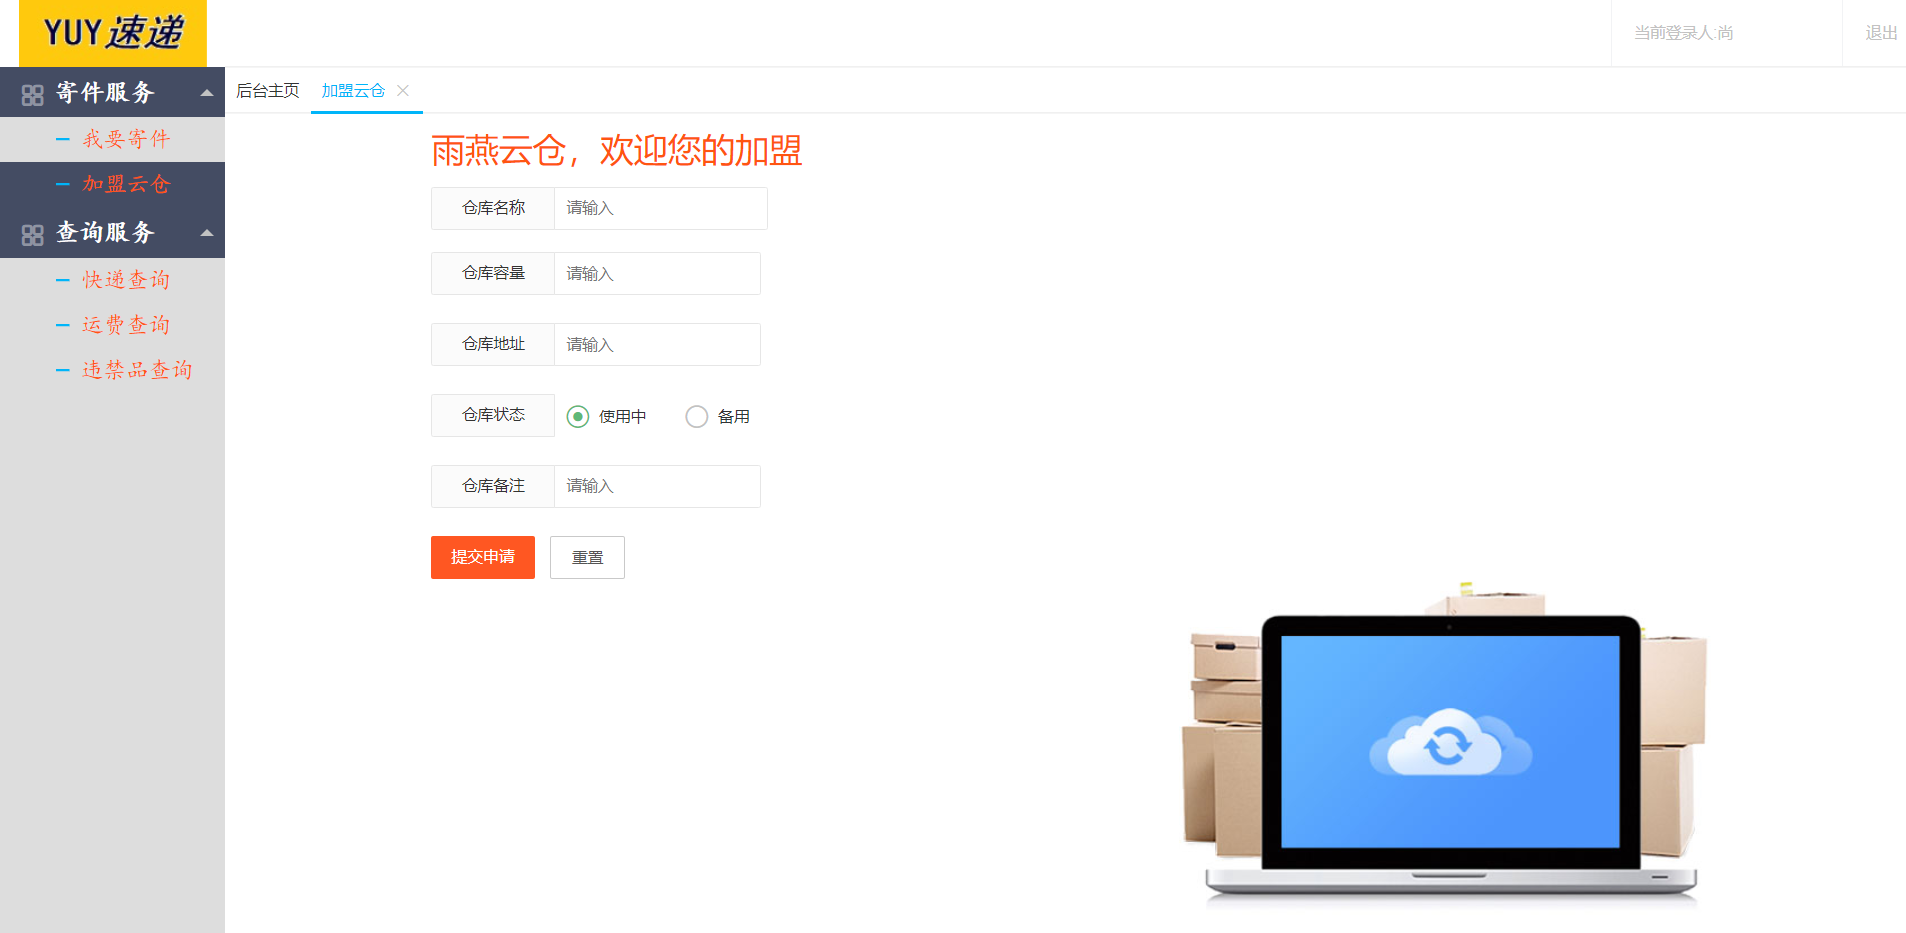 YUY速递
当前登录人:尚
退出
寄件服务
我要寄件
加盟云仓
查询服务
快递查询
运费查询
违禁品查询
后台主页
加盟云仓
雨燕云仓，欢迎您的加盟
仓库名称 请输入
仓库容量 请输入
仓库地址 请输入
仓库状态 使用中 备用
仓库备注 请输入
提交申请 重置